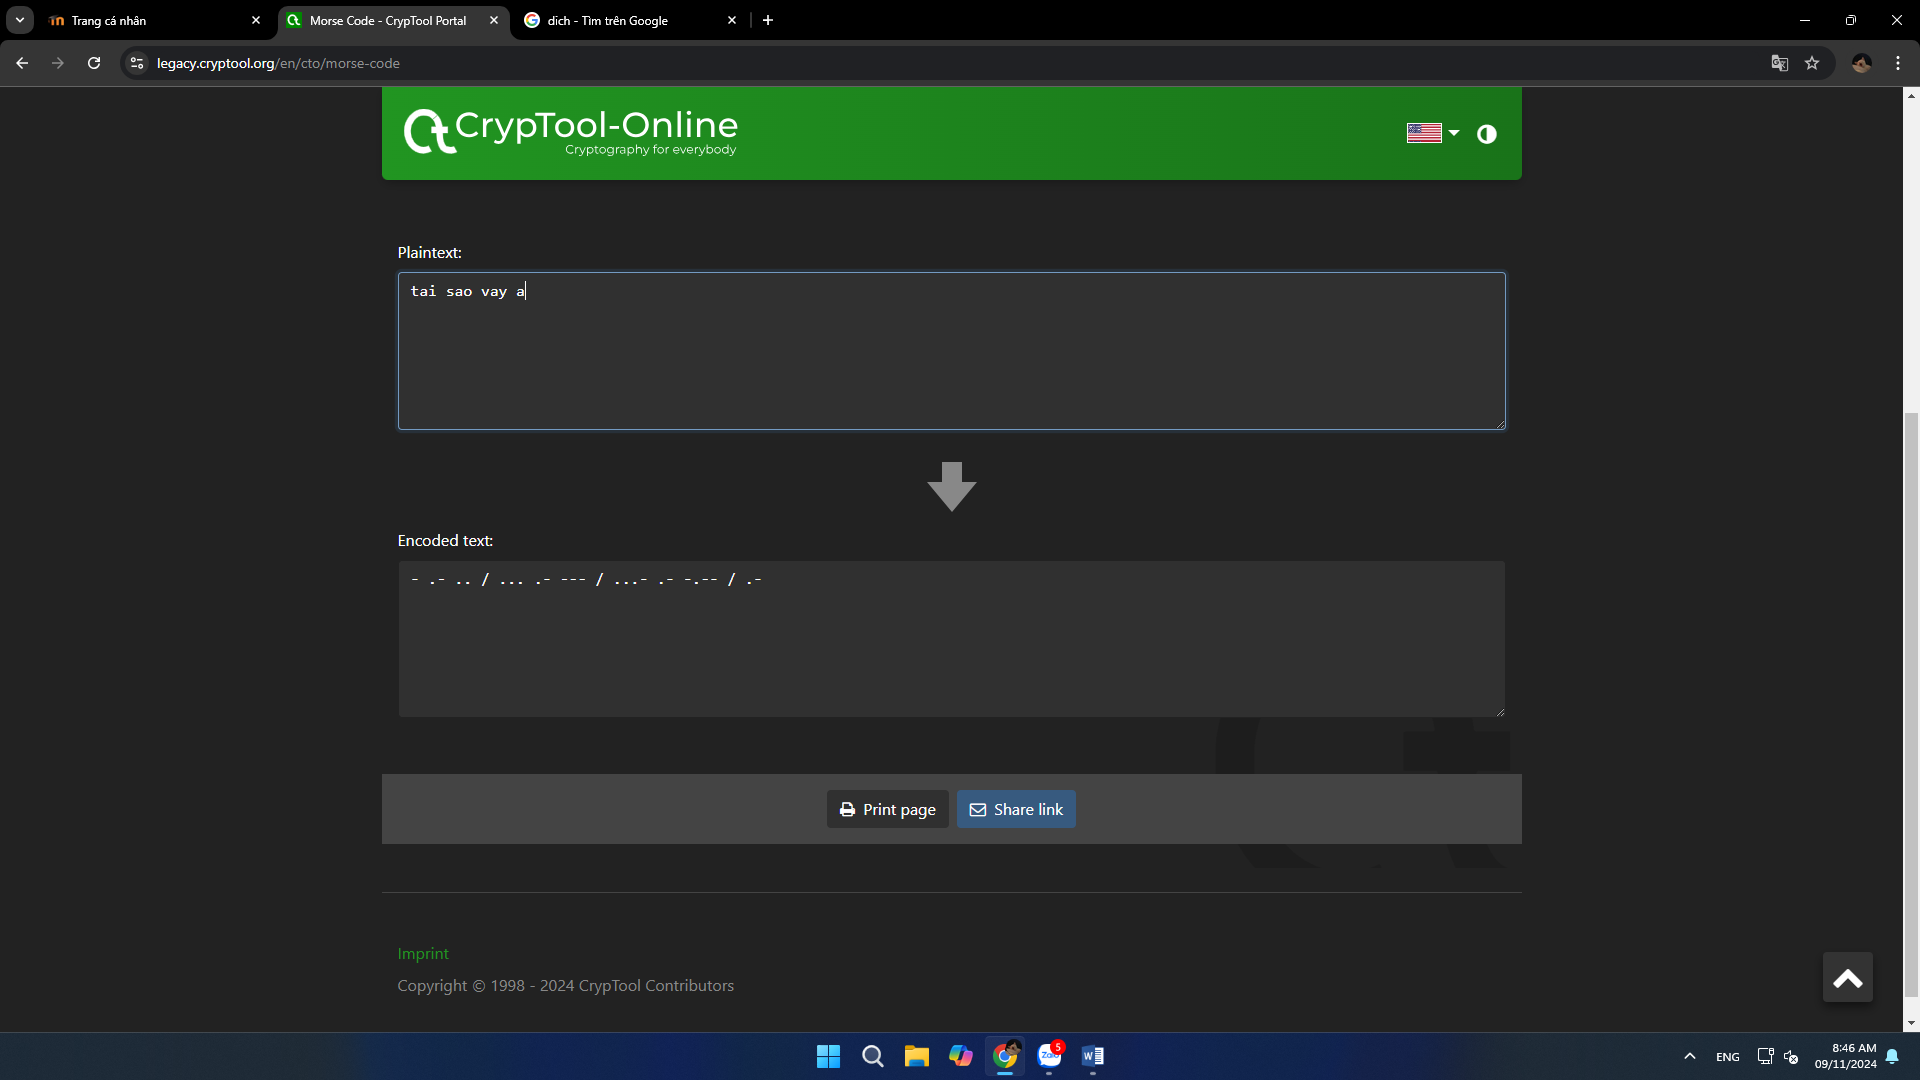 Trang cá nhân
Morse Code - CrypTool Portal
dich - Tìm trên Google
legacy.cryptool.org/en/cto/morse-code
CrypTool-Online
Cryptography for everybody
Plaintext:
tai sao vay a
Encoded text:
- .- .. / ... .- --- / ...- .- -.-- / .-
Print page
Share link
Imprint
Copyright © 1998 - 2024 CrypTool Contributors
Zalo
5
ENG
8:46 AM
09/11/2024